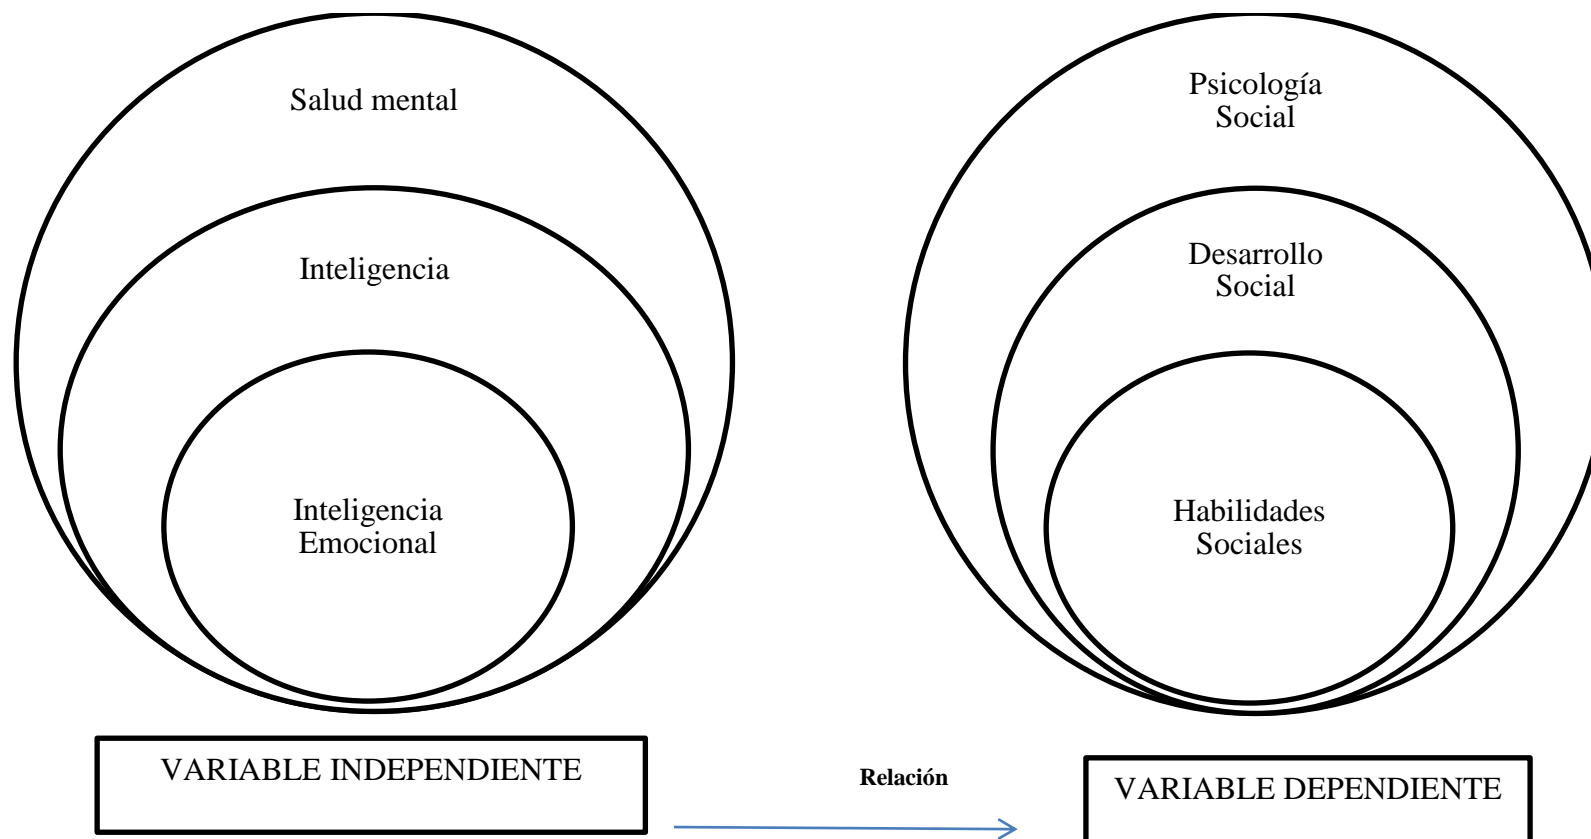 Salud mental
Inteligencia
Inteligencia
Emocional
Psicología
Social
Desarrollo
Social
Habilidades
Sociales
VARIABLE INDEPENDIENTE
Relación
VARIABLE DEPENDIENTE